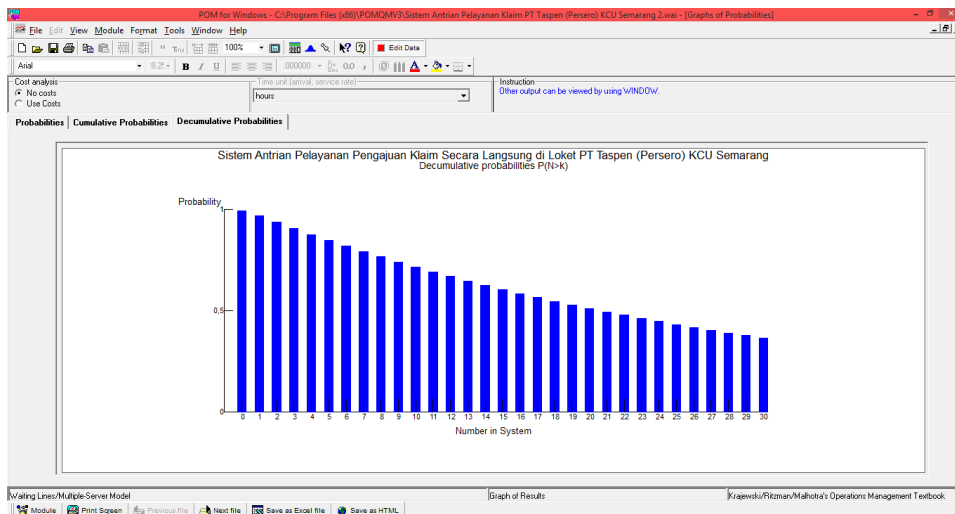 POM for Windows - C:\Program Files (x86)\POMQMV3\Sistem Antrian Pelayanan Klaim PT Taspen (Persero) KCU Semarang 2.wai - [Graphs of Probabilities]
File Edit View Module Format Tools Window Help
100% Edit Data
Arial 8.25 B I U .00000 Fix Dec 0.0 ,
Cost analysis
No costs
Use Costs
Time unit (arrival, service rate)
hours
Instruction
Other output can be viewed by using WINDOW.
Probabilities Cumulative Probabilities Decumulative Probabilities
Sistem Antrian Pelayanan Pengajuan Klaim Secara Langsung di Loket PT Taspen (Persero) KCU Semarang
Decumulative probabilities P(N>k)
Probability
1
0,5
0
0 1 2 3 4 5 6 7 8 9 10 11 12 13 14 15 16 17 18 19 20 21 22 23 24 25 26 27 28 29 30
Number in System
Waiting Lines/Multiple-Server Model Graph of Results Krajewski/Ritzman/Malhotra's Operations Management Textbook
Module Print Screen Previous file Next file Save as Excel file Save as HTML